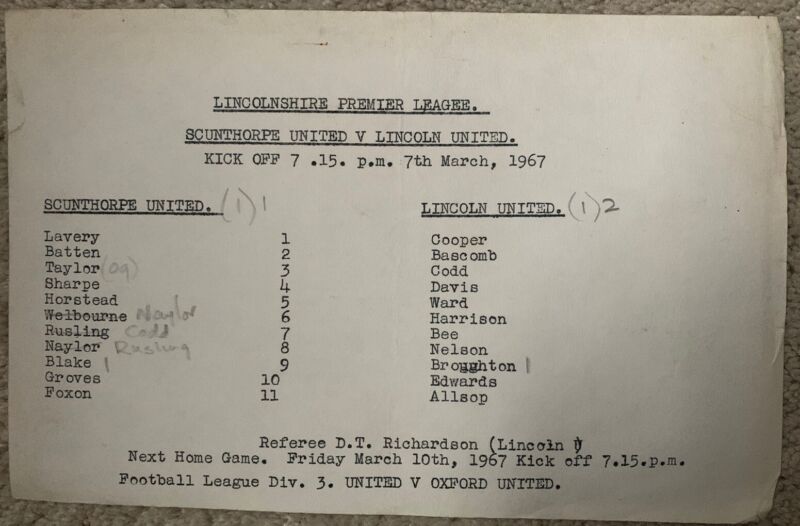 LINCOLNSHIRE PREMIER LEAGEE.
SCUNTHORPE UNITED V LINCOLN UNITED.
KICK OFF 7 .15. p.m. 7th March, 1967
SCUNTHORPE UNITED. (1) 1 LINCOLN UNITED. (1) 2
Lavery 1 Cooper
Batten 2 Bascomb
Taylor (og) 3 Codd
Sharpe 4 Davis
Horstead 5 Ward
Welbourne Naylor 6 Harrison
Rusling Codd 7 Bee
Naylor Rusling 8 Nelson
Blake 1 9 Broughton 1
Groves 10 Edwards
Foxon 11 Allsop
Referee D.T. Richardson (Lincoln )
Next Home Game. Friday March 10th, 1967 Kick off 7.15.p.m.
Football League Div. 3. UNITED V OXFORD UNITED.